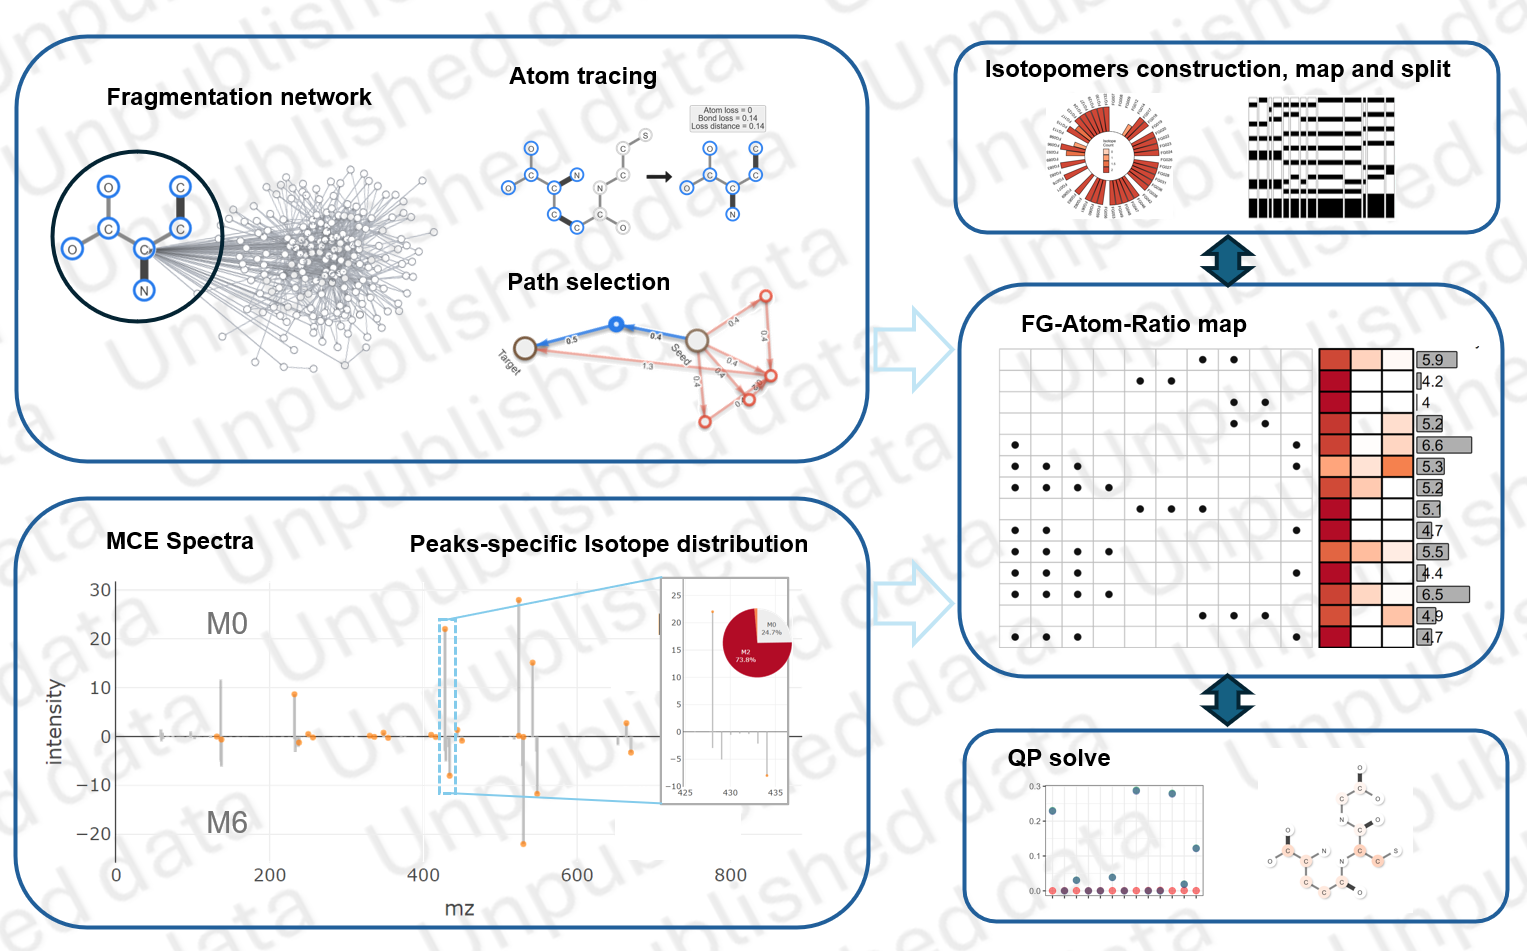 Fragmentation network
O
C
C
C
O
C
N
Atom tracing
Atom loss = 0
Bond loss = 0.14
Loss distance = 0.14
S
O
C
C
N
C
O
C
N
C
C
C
O
O
C
C
C
O
C
N
Path selection
Target
Seed
0.5
0.4
0.4
0.4
0.4
0.4
0.4
1.3
Isotopomers construction, map and split
Isotope
Count
FG-Atom-Ratio map
5.9
4.2
4
5.2
6.6
5.3
5.2
5.1
4.7
5.5
4.4
6.5
4.9
4.7
MCE Spectra
Peaks-specific Isotope distribution
intensity
30
20
10
0
−10
−20
M0
M6
0
200
400
600
800
mz
25
20
15
10
5
0
−5
−10
425
430
435
M0
24.7%
M2
73.8%
QP solve
0.3
0.2
0.1
0.0
O
C
C
O
N
O
C
O
N
N
C
C
S
O
C
C
C
C
C
O
Unpublished data